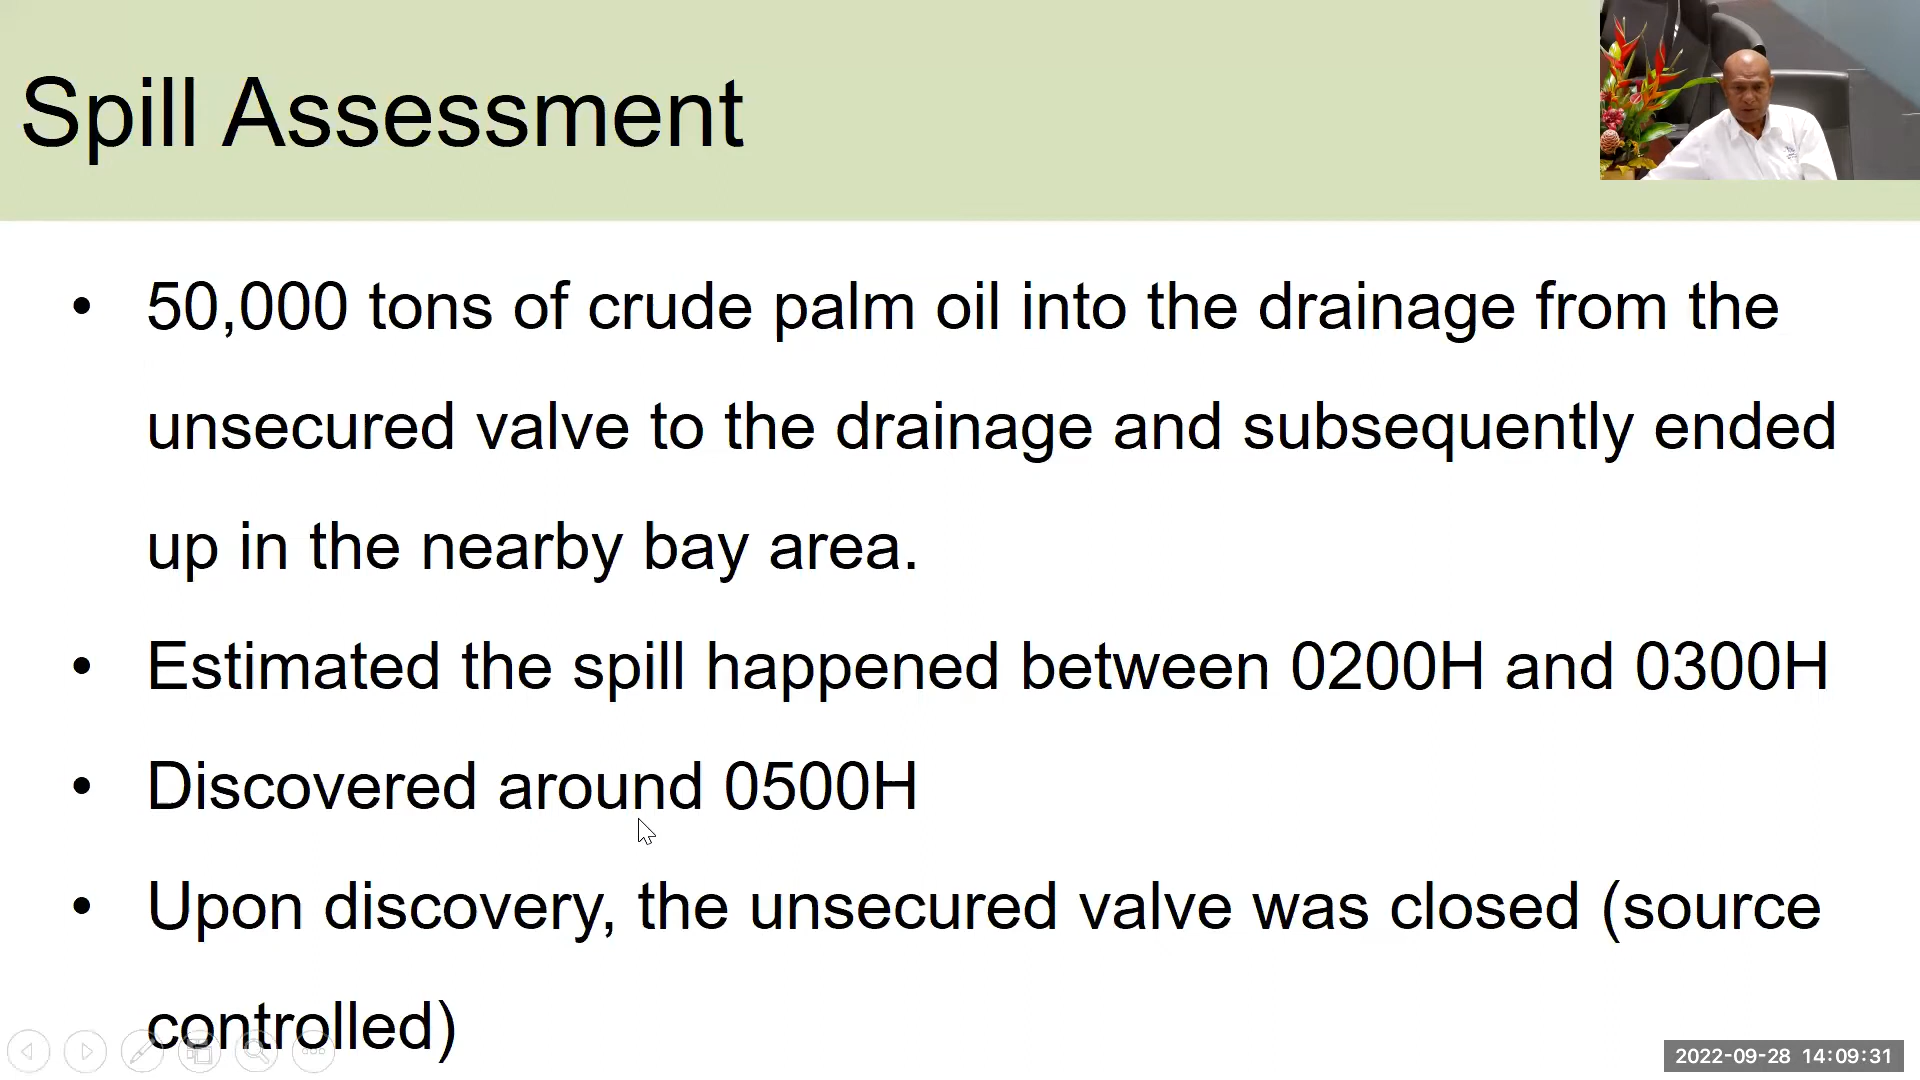 Spill Assessment
• 50,000 tons of crude palm oil into the drainage from the
unsecured valve to the drainage and subsequently ended
up in the nearby bay area.
• Estimated the spill happened between 0200H and 0300H
• Discovered around 0500H
• Upon discovery, the unsecured valve was closed (source
controlled)
2022-09-28 14:09:31